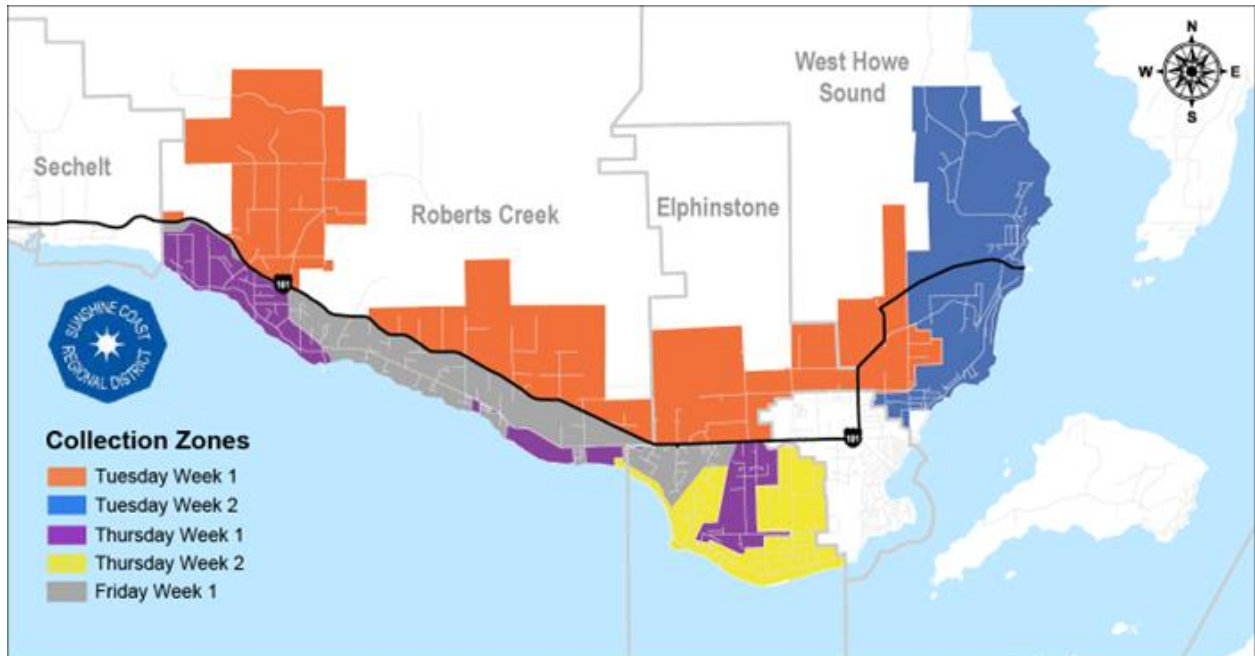 N
W
E
S
West Howe
Sound
Sechelt
Roberts Creek
Elphinstone
101
101
SUNSHINE COAST
REGIONAL DISTRICT
Collection Zones
Tuesday Week 1
Tuesday Week 2
Thursday Week 1
Thursday Week 2
Friday Week 1